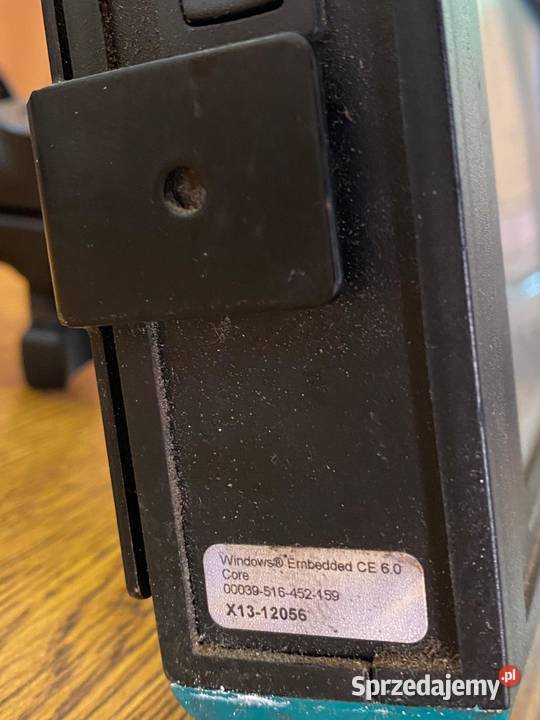 Windows® Embedded CE 6.0
Core
00039-516-452-159
X13-12056
Sprzedajemy.pl